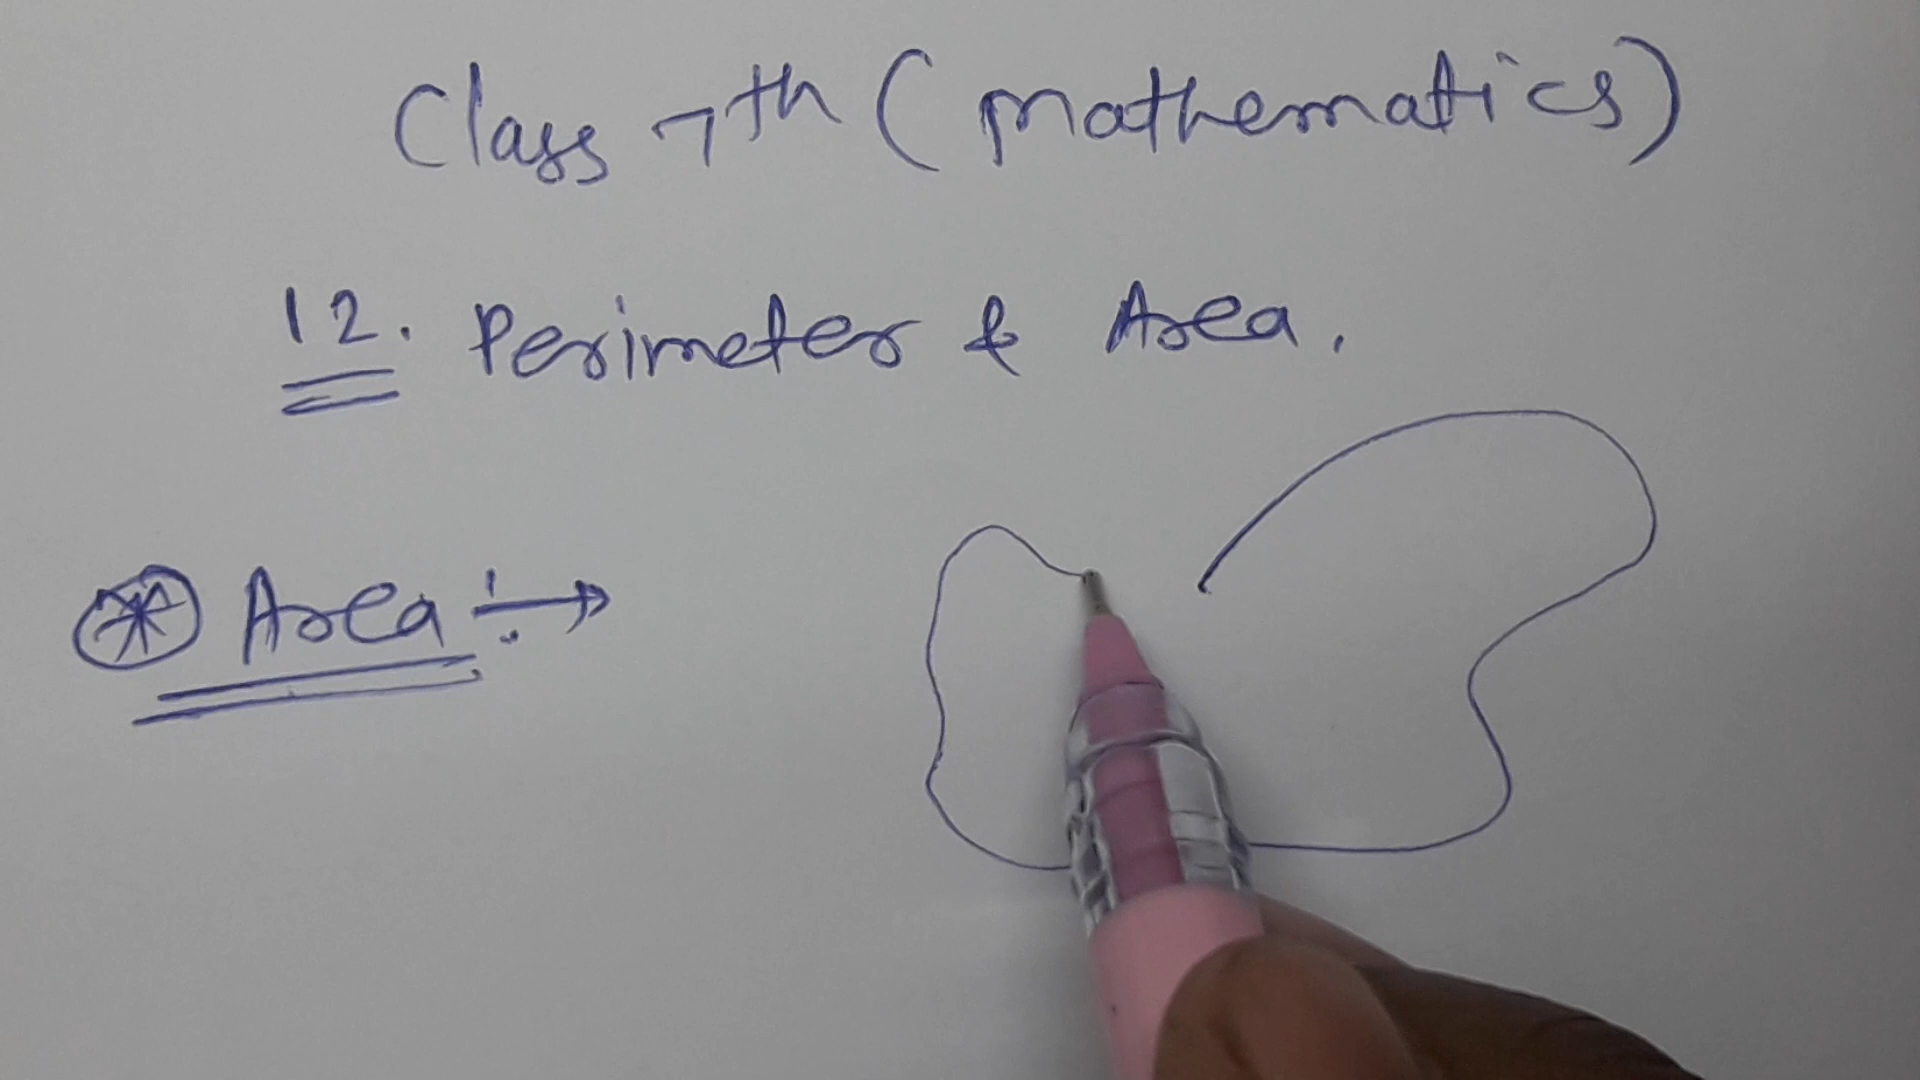 Class 7th (Mathematics)
12. Perimeter & Area.
* Area :→